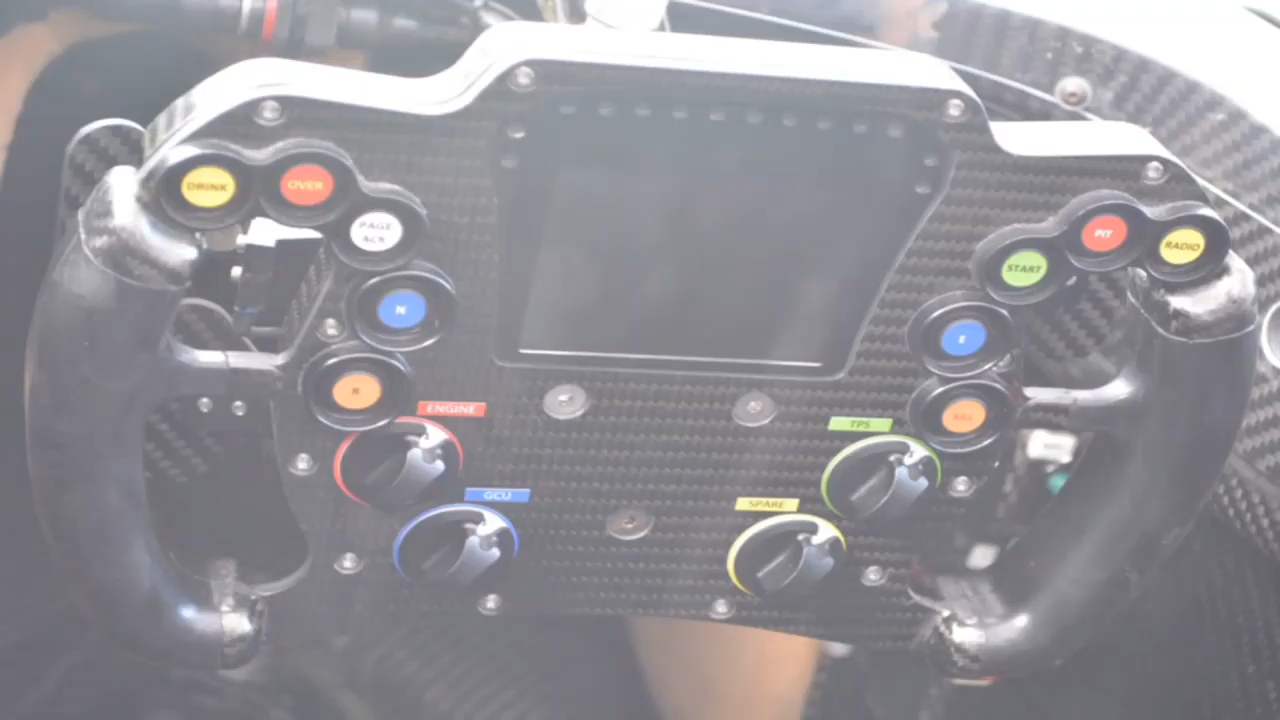 DRINK
OVER
PAGE
ACK
PIT
RADIO
START
N
E
R
ENGINE
TPS
GCU
SPARE